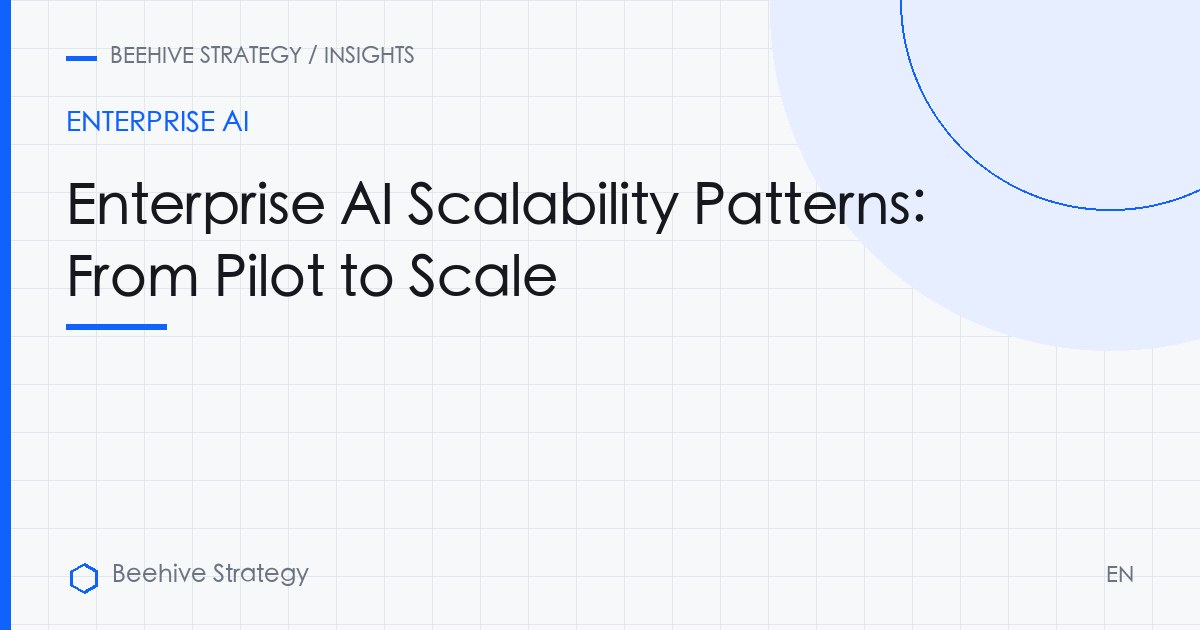 BEEHIVE STRATEGY / INSIGHTS
ENTERPRISE AI
Enterprise AI Scalability Patterns:
From Pilot to Scale
Beehive Strategy
EN